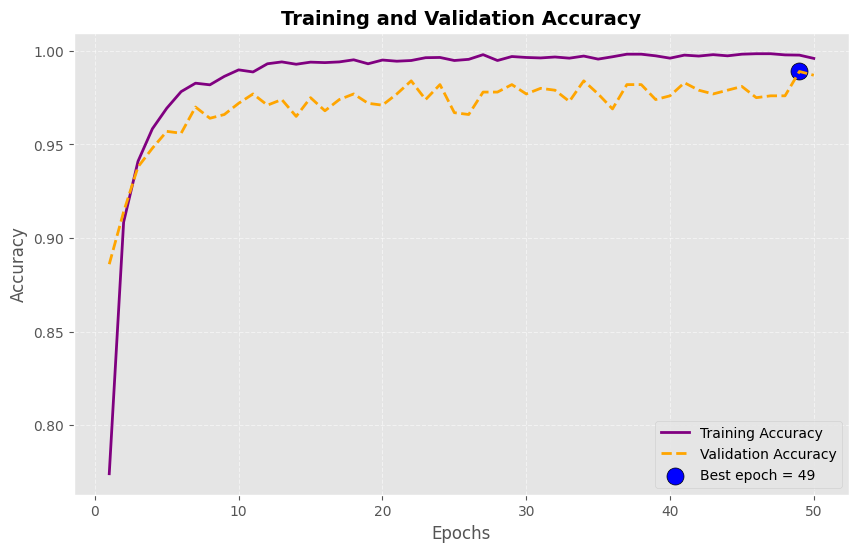 Training and Validation Accuracy
1.00
0.95
0.90
0.85
0.80
Accuracy
Training Accuracy
Validation Accuracy
Best epoch = 49
0
10
20
30
40
50
Epochs